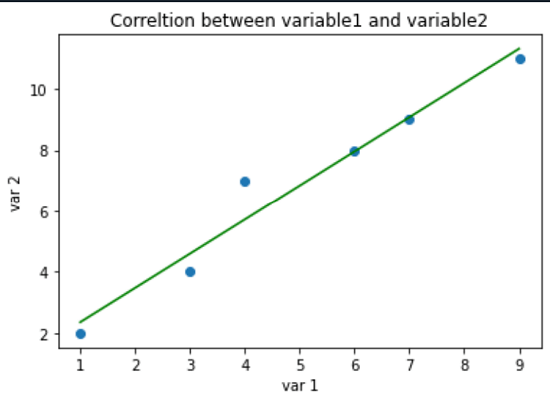 Correltion between variable1 and variable2
10
8
6
4
2
var 2
1 2 3 4 5 6 7 8 9
var 1